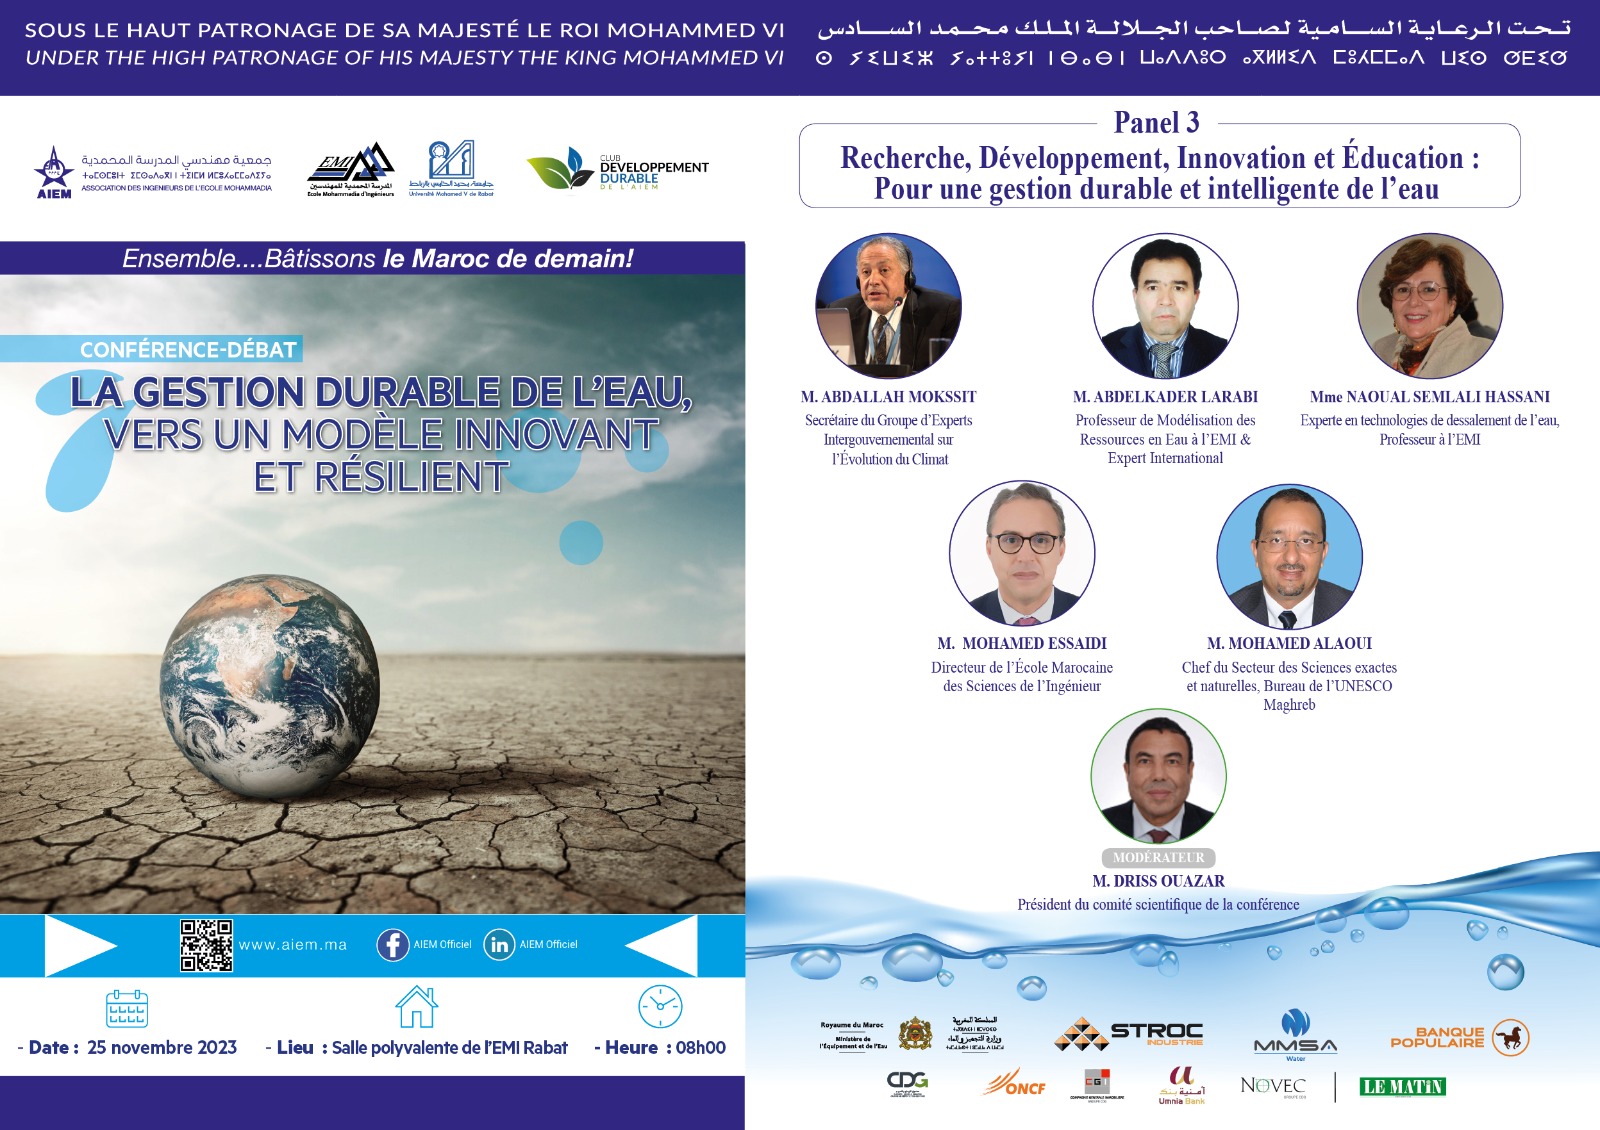 SOUS LE HAUT PATRONAGE DE SA MAJESTÉ LE ROI MOHAMMED VI
UNDER THE HIGH PATRONAGE OF HIS MAJESTY THE KING MOHAMMED VI
تحت الرعاية السامية لصاحب الجلالة الملك محمد السادس
جمعية مهندسي المدرسة المحمدية
ASSOCIATION DES INGENIEURS DE L'ECOLE MOHAMMADIA
AIEM
EMI
المدرسة المحمدية للمهندسين
Ecole Mohammadia d'Ingénieurs
جامعة محمد الخامس بالرباط
Université Mohamed V de Rabat
CLUB
DEVELOPPEMENT
DURABLE
DE L'AIEM
Ensemble....Bâtissons le Maroc de demain!
CONFÉRENCE-DÉBAT
LA GESTION DURABLE DE L'EAU,
VERS UN MODÈLE INNOVANT
ET RÉSILIENT
www.aiem.ma
AIEM Officiel
in AIEM Officiel
- Date : 25 novembre 2023
- Lieu : Salle polyvalente de l'EMI Rabat
- Heure : 08h00
Panel 3
Recherche, Développement, Innovation et Éducation :
Pour une gestion durable et intelligente de l'eau
M. ABDALLAH MOKSSIT
Secrétaire du Groupe d'Experts
Intergouvernemental sur
l'Évolution du Climat
M. ABDELKADER LARABI
Professeur de Modélisation des
Ressources en Eau à l'EMI &
Expert International
Mme NAOUAL SEMLALI HASSANI
Experte en technologies de dessalement de l'eau,
Professeur à l'EMI
M. MOHAMED ESSAIDI
Directeur de l'École Marocaine
des Sciences de l'Ingénieur
M. MOHAMED ALAOUI
Chef du Secteur des Sciences exactes
et naturelles, Bureau de l'UNESCO
Maghreb
MODÉRATEUR
M. DRISS OUAZAR
Président du comité scientifique de la conférence
Royaume du Maroc
Ministère de
l'Équipement et de l'Eau
المملكة المغربية
وزارة التجهيز والماء
STROC
INDUSTRIE
MMSA
Water
BANQUE
POPULAIRE
CDG
ONCF
CGI
COMPAGNIE GENERALE IMMOBILIERE
أمنية بنك
Umnia Bank
NOVEC
LE MATIN